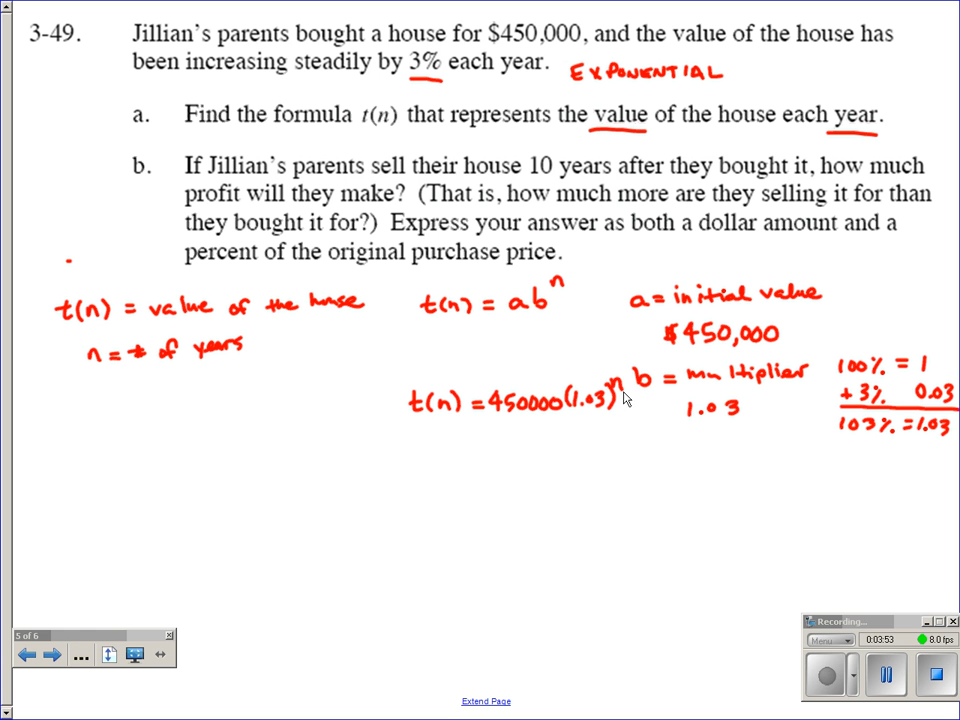 3-49. Jillian's parents bought a house for $450,000, and the value of the house has
been increasing steadily by 3% each year.
EXPONENTIAL
a. Find the formula t(n) that represents the value of the house each year.
b. If Jillian's parents sell their house 10 years after they bought it, how much
profit will they make? (That is, how much more are they selling it for than
they bought it for?) Express your answer as both a dollar amount and a
percent of the original purchase price.
t(n) = value of the house
n = # of years
t(n) = ab^n
a = initial value
$450,000
t(n) = 450000(1.03)^n
b = multiplier
1.03
100% = 1
+ 3% 0.03
103% = 1.03
5 of 6
Recording...
Menu
0:03:53
8.0 fps
Extend Page